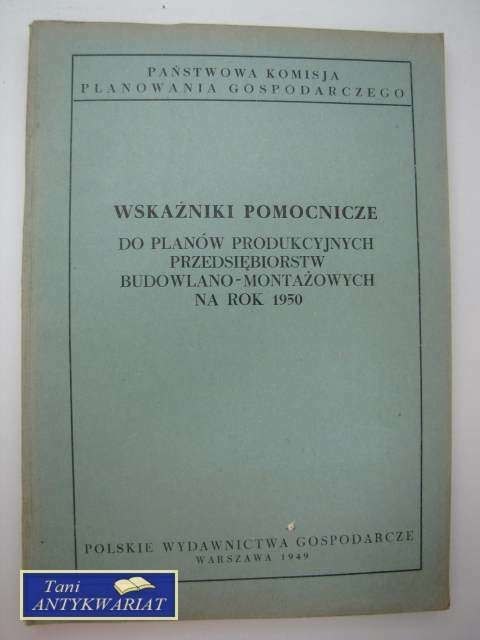 PAŃSTWOWA KOMISJA
PLANOWANIA GOSPODARCZEGO
WSKAŹNIKI POMOCNICZE
DO PLANÓW PRODUKCYJNYCH
PRZEDSIĘBIORSTW
BUDOWLANO-MONTAŻOWYCH
NA ROK 1950
POLSKIE WYDAWNICTWA GOSPODARCZE
WARSZAWA 1949
Tani
ANTYKWARIAT